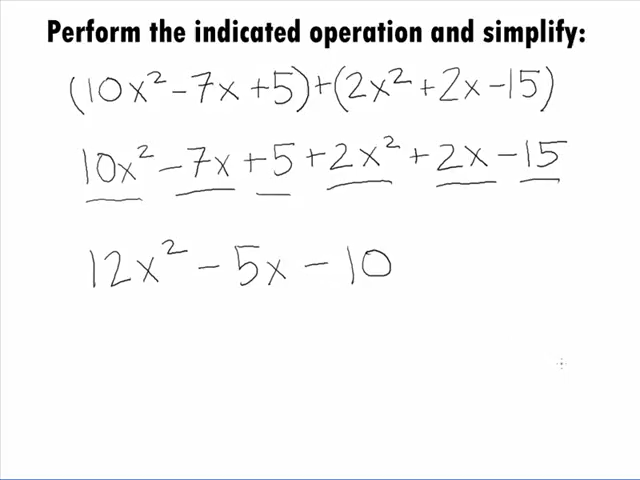 Perform the indicated operation and simplify:
(10x² - 7x + 5) + (2x² + 2x - 15)
10x² - 7x + 5 + 2x² + 2x - 15
12x² - 5x - 10